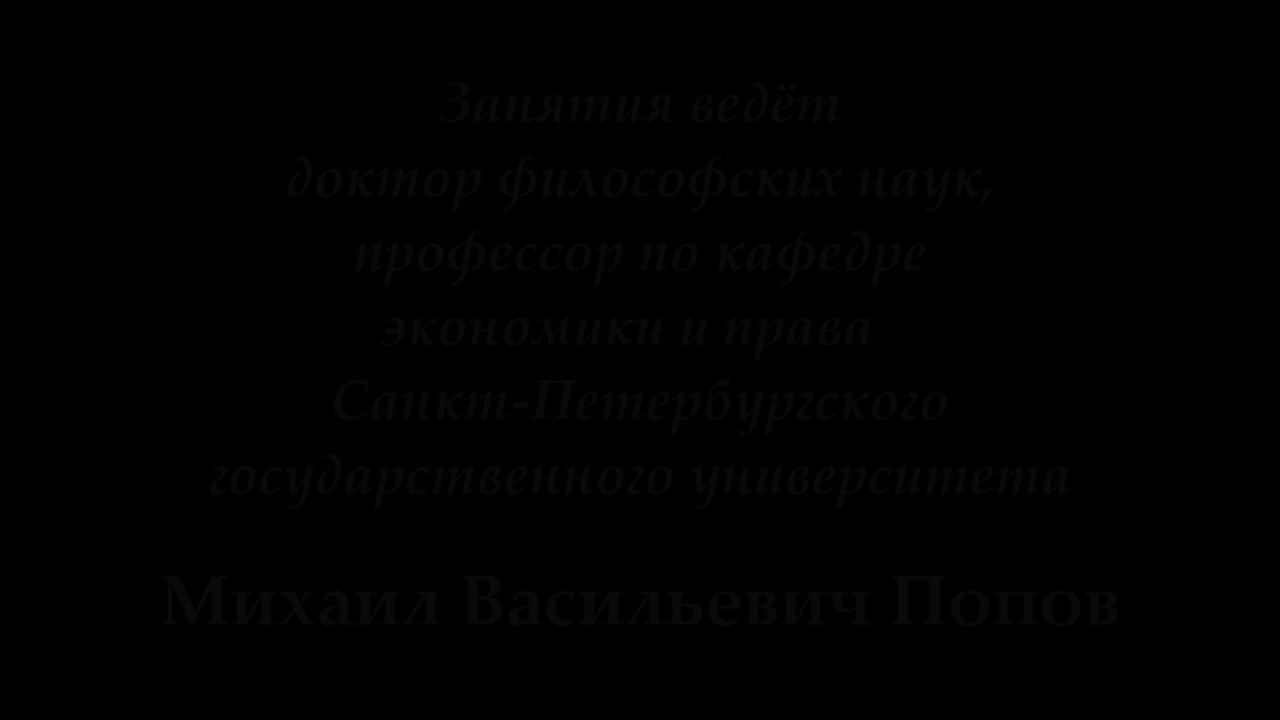 Занятия ведёт
доктор философских наук,
профессор по кафедре
экономики и права
Санкт-Петербургского
государственного университета
Михаил Васильевич Попов